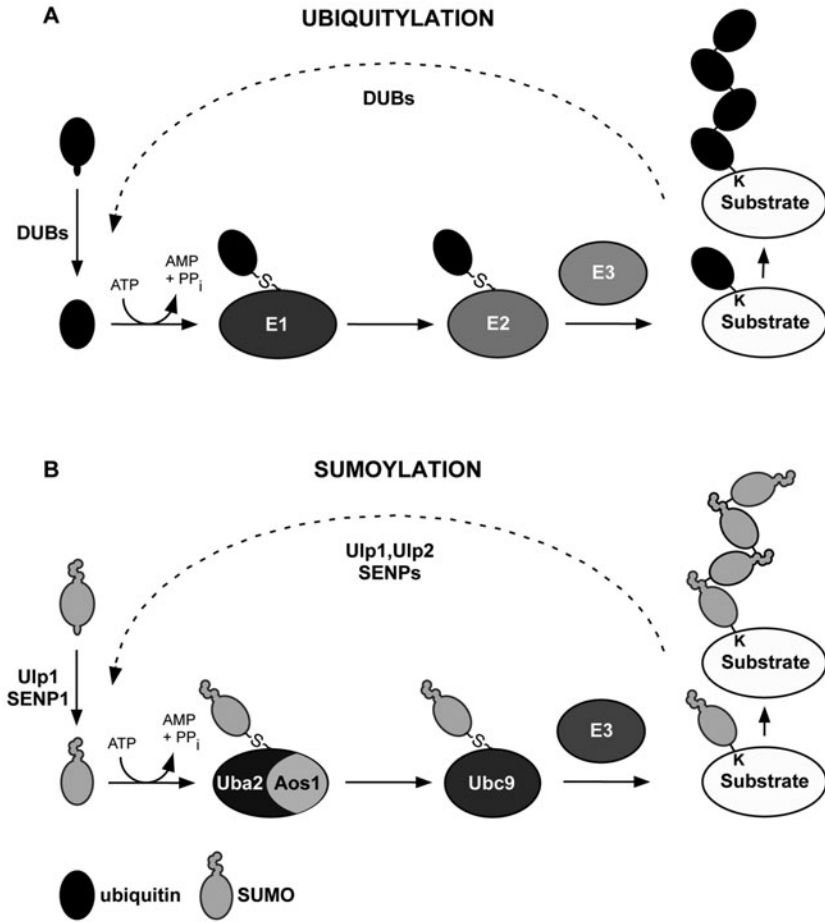 A
UBIQUITYLATION
DUBs
DUBs
ATP
AMP
+ PPi
S
E1
S
E2
E3
K
Substrate
K
Substrate
B
SUMOYLATION
Ulp1,Ulp2
SENPs
Ulp1
SENP1
ATP
AMP
+ PPi
S
Uba2
Aos1
S
Ubc9
E3
K
Substrate
K
Substrate
ubiquitin
SUMO